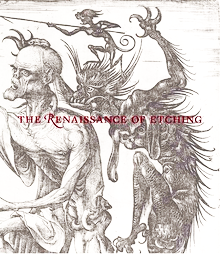 THE RENAISSANCE OF ETCHING